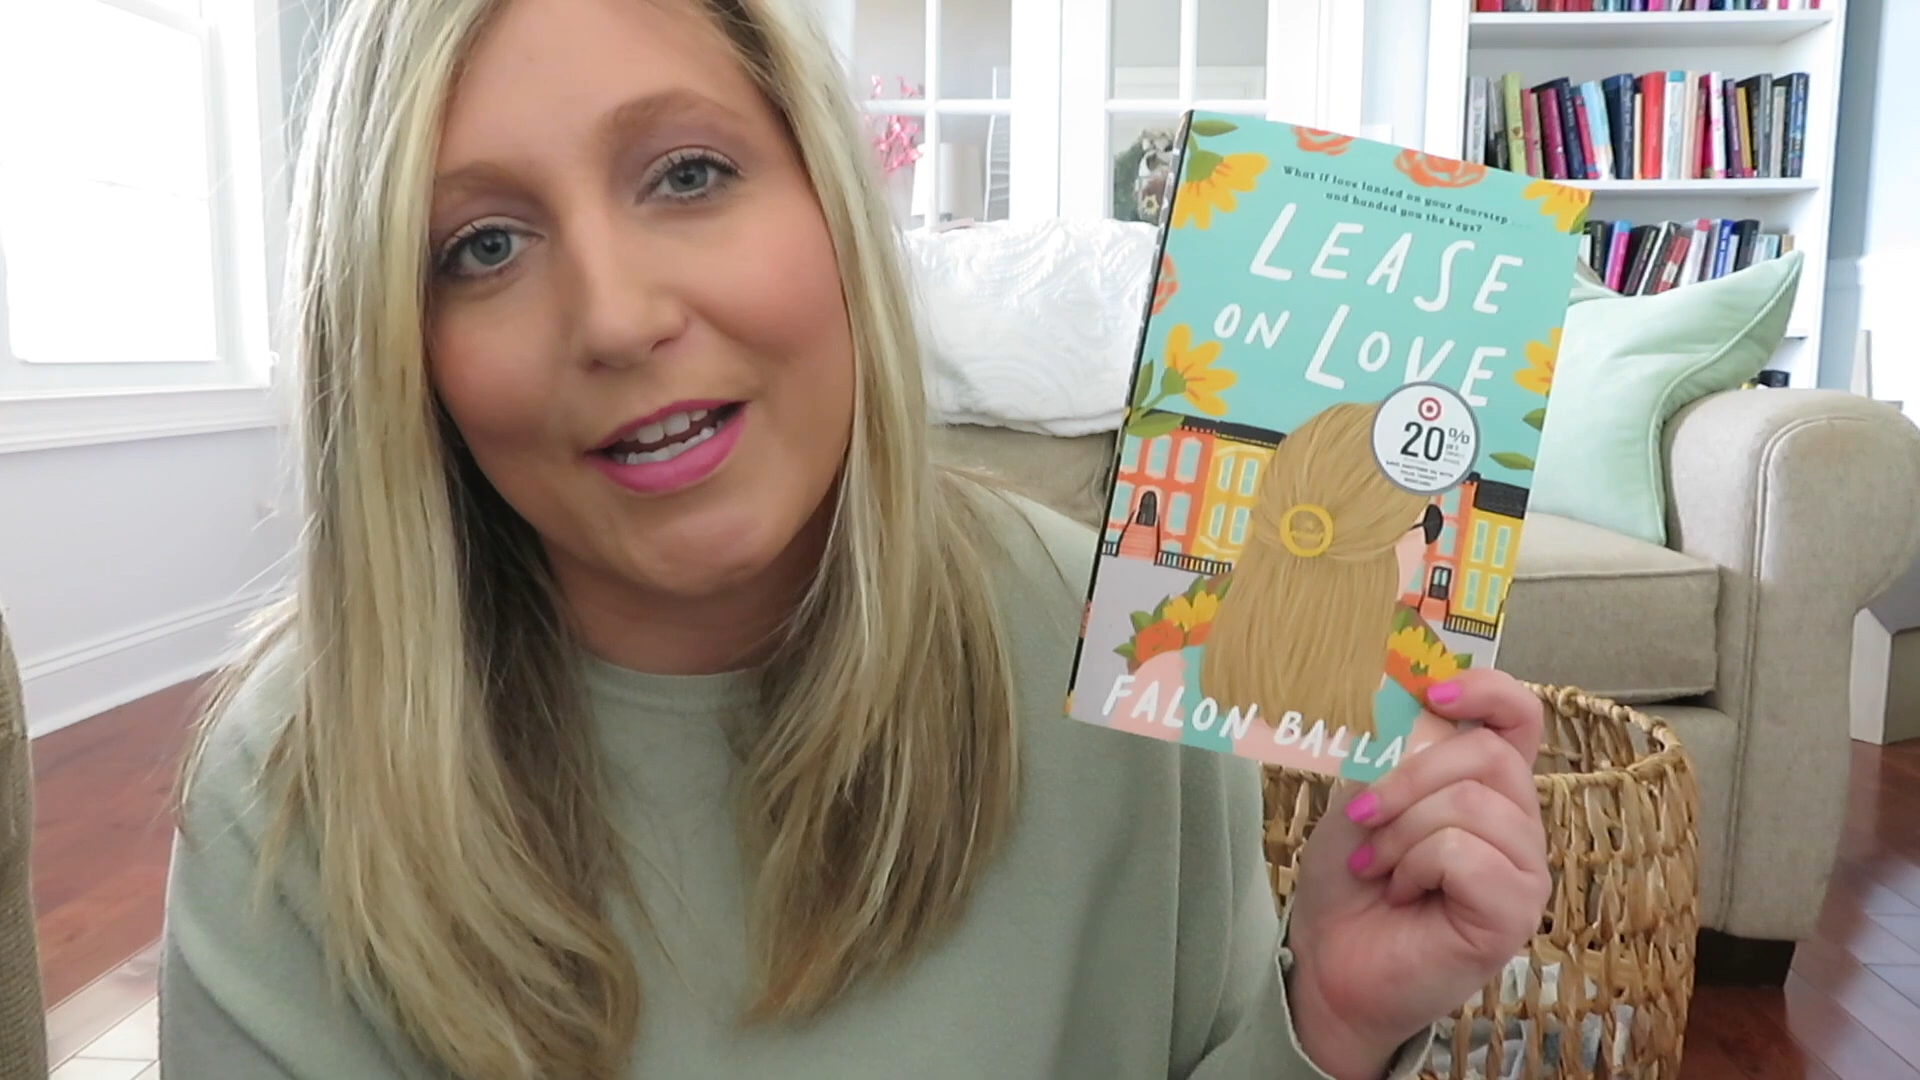 What if love landed on your doorstep...
and handed you the keys?
LEASE
ON LOVE
20%
FALON BALLA